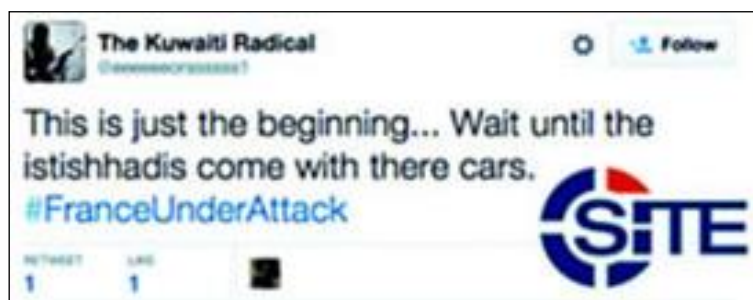 The Kuwaiti Radical
Follow
This is just the beginning... Wait until the
istishhadis come with there cars.
#FranceUnderAttack
RETWEET LIKE
1 1
SITE